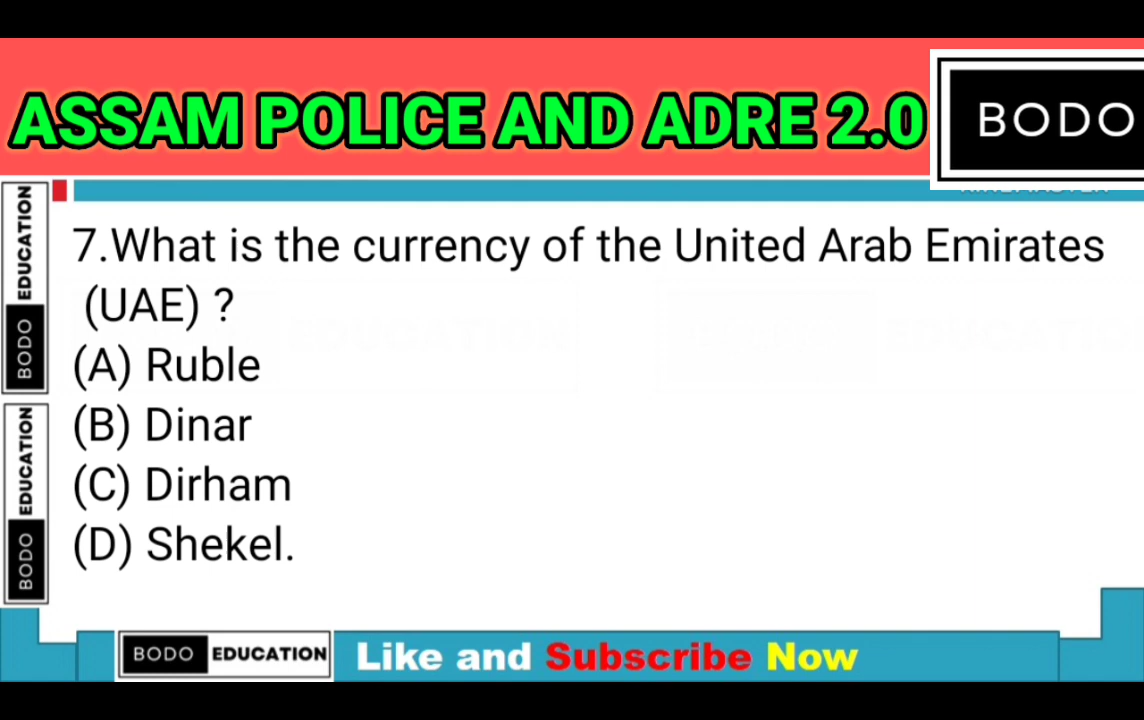 ASSAM POLICE AND ADRE 2.0
BODO
BODO EDUCATION
BODO EDUCATION
7.What is the currency of the United Arab Emirates
(UAE) ?
(A) Ruble
(B) Dinar
(C) Dirham
(D) Shekel.
BODO EDUCATION
Like and Subscribe Now